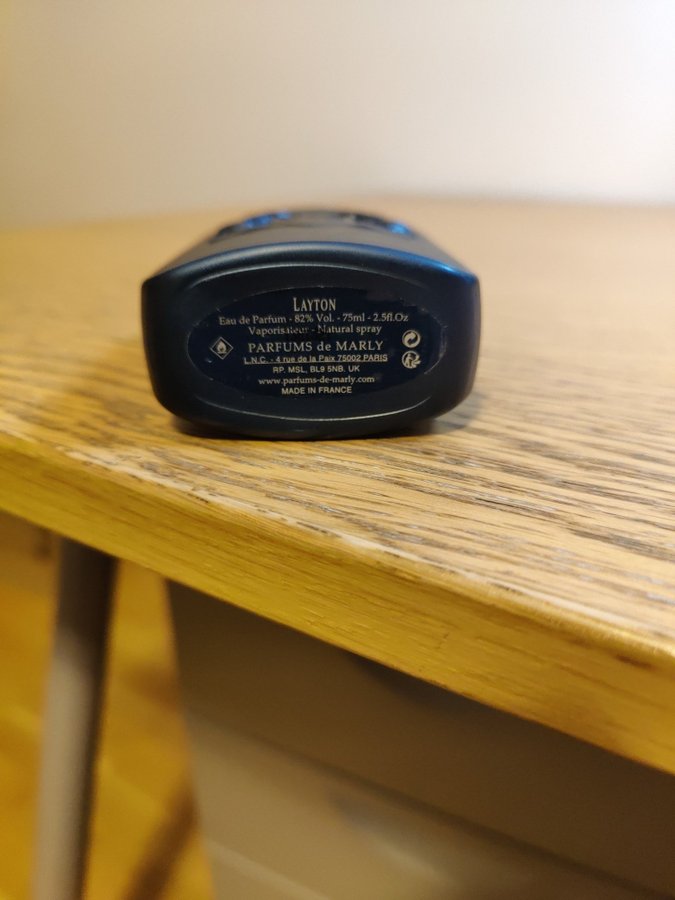 LAYTON
Eau de Parfum - 82% Vol. - 75ml - 2.5fl.Oz
Vaporisateur - Natural spray
PARFUMS de MARLY
L.N.C. - 4 rue de la Paix 75002 PARIS
RP. MSL, BL9 5NB. UK
www.parfums-de-marly.com
MADE IN FRANCE